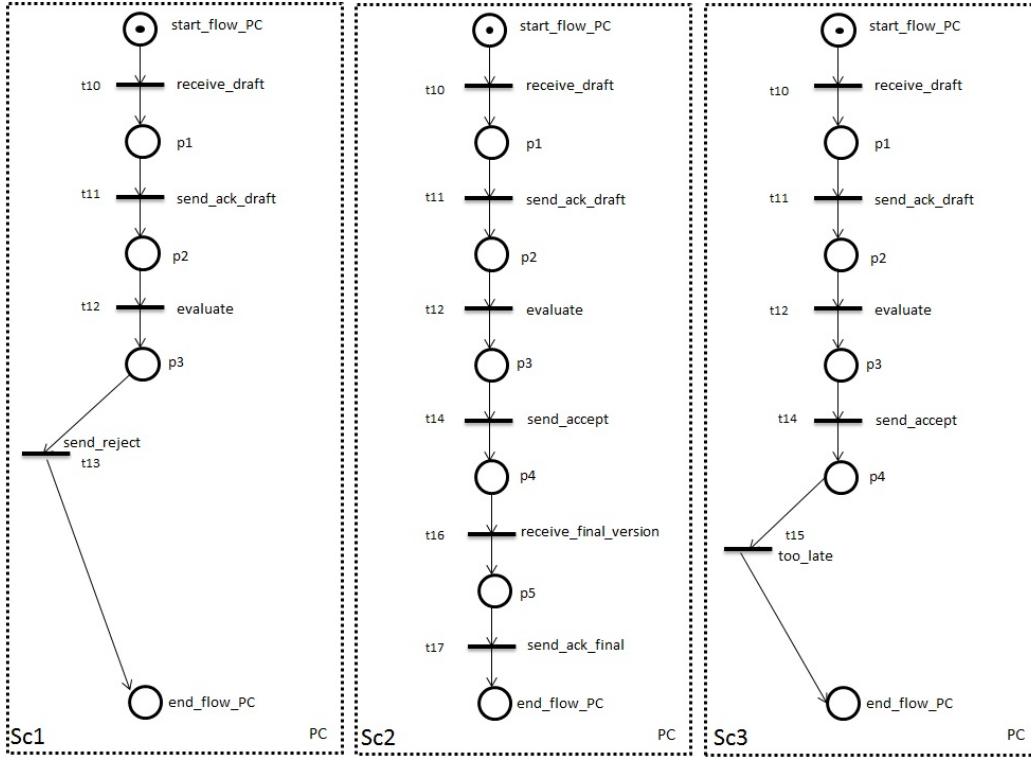 start_flow_PC
t10 receive_draft
p1
t11 send_ack_draft
p2
t12 evaluate
p3
send_reject
t13
end_flow_PC
Sc1 PC
start_flow_PC
t10 receive_draft
p1
t11 send_ack_draft
p2
t12 evaluate
p3
t14 send_accept
p4
t16 receive_final_version
p5
t17 send_ack_final
end_flow_PC
Sc2 PC
start_flow_PC
t10 receive_draft
p1
t11 send_ack_draft
p2
t12 evaluate
p3
t14 send_accept
p4
t15
too_late
end_flow_PC
Sc3 PC